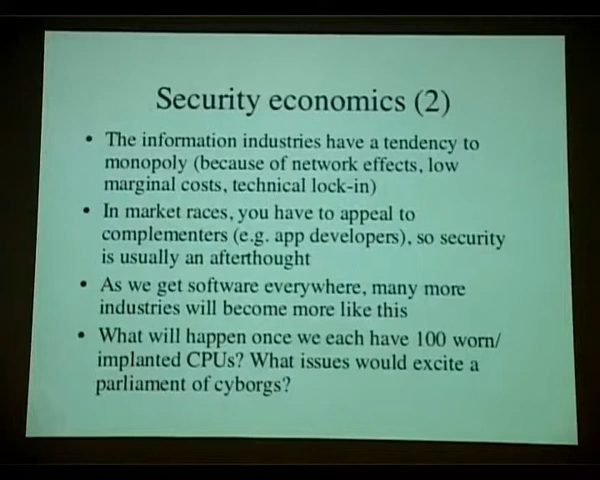 Security economics (2)
• The information industries have a tendency to
monopoly (because of network effects, low
marginal costs, technical lock-in)
• In market races, you have to appeal to
complementers (e.g. app developers), so security
is usually an afterthought
• As we get software everywhere, many more
industries will become more like this
• What will happen once we each have 100 worn/
implanted CPUs? What issues would excite a
parliament of cyborgs?